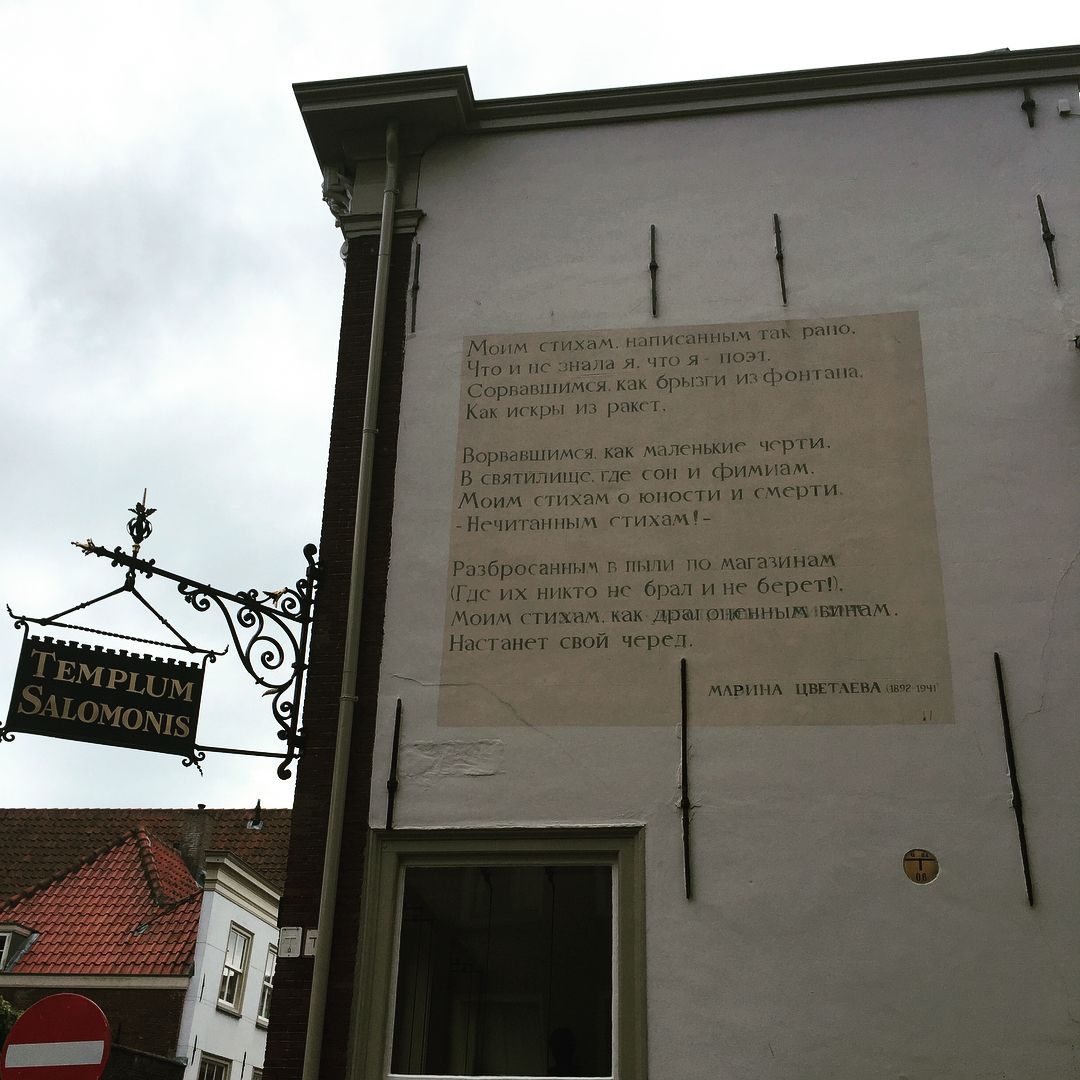 Моим стихам, написанным так рано,
Что и не знала я, что я - поэт,
Сорвавшимся, как брызги из фонтана,
Как искры из ракет,
Ворвавшимся, как маленькие черти,
В святилище, где сон и фимиам,
Моим стихам о юности и смерти,
- Нечитанным стихам! -
Разбросанным в пыли по магазинам
(Где их никто не брал и не берет!),
Моим стихам, как драгоценным винам,
Настанет свой черед.
МАРИНА ЦВЕТАЕВА (1892-1941)
TEMPLUM
SALOMONIS